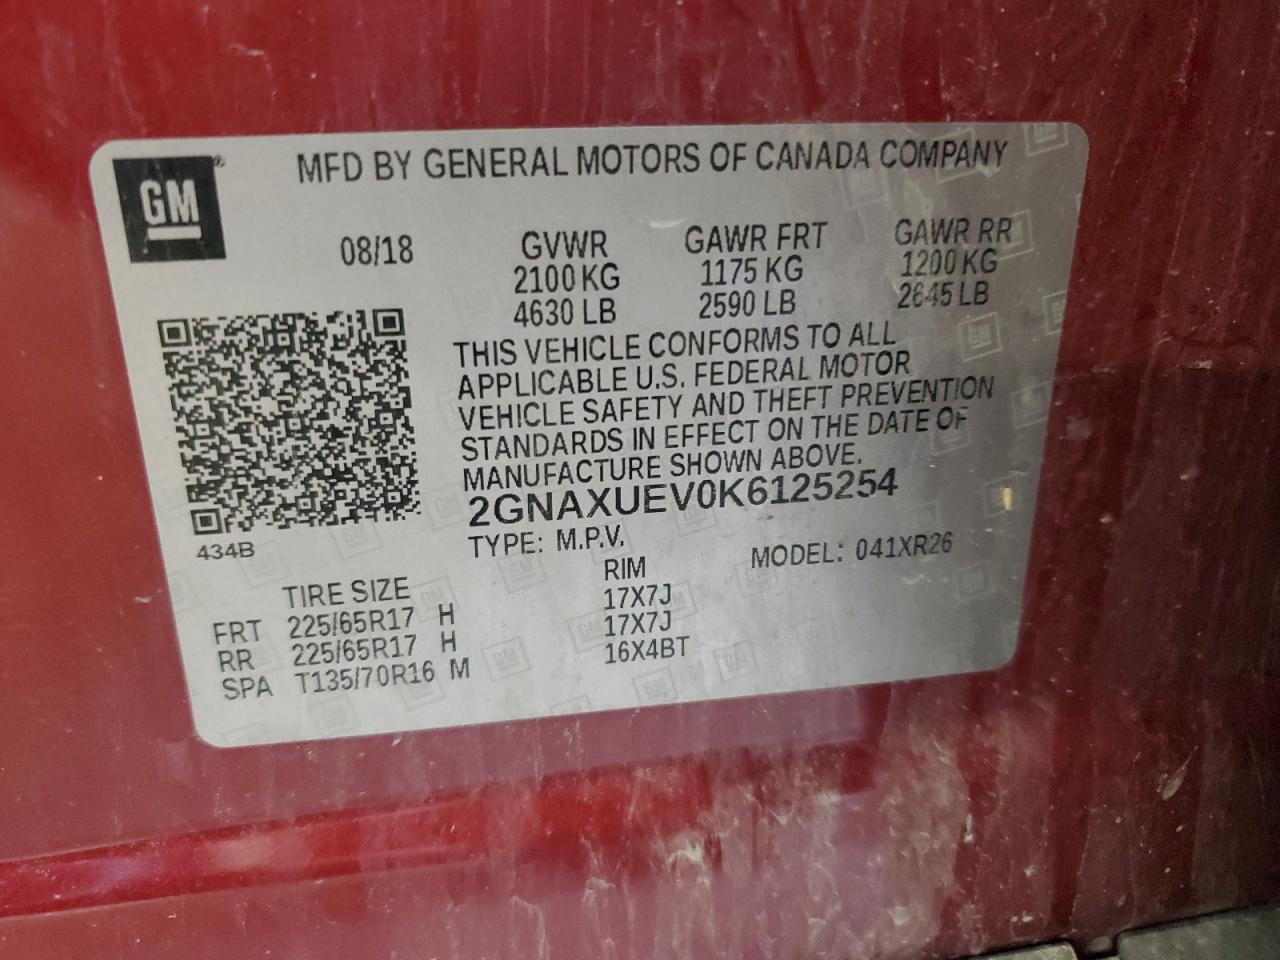 GM
MFD BY GENERAL MOTORS OF CANADA COMPANY
08/18
GVWR GAWR FRT GAWR RR
2100 KG 1175 KG 1200 KG
4630 LB 2590 LB 2645 LB
THIS VEHICLE CONFORMS TO ALL
APPLICABLE U.S. FEDERAL MOTOR
VEHICLE SAFETY AND THEFT PREVENTION
STANDARDS IN EFFECT ON THE DATE OF
MANUFACTURE SHOWN ABOVE.
2GNAXUEV0K6125254
434B
TYPE: M.P.V. MODEL: 041XR26
TIRE SIZE RIM
FRT 225/65R17 H 17X7J
RR 225/65R17 H 17X7J
SPA T135/70R16 M 16X4BT